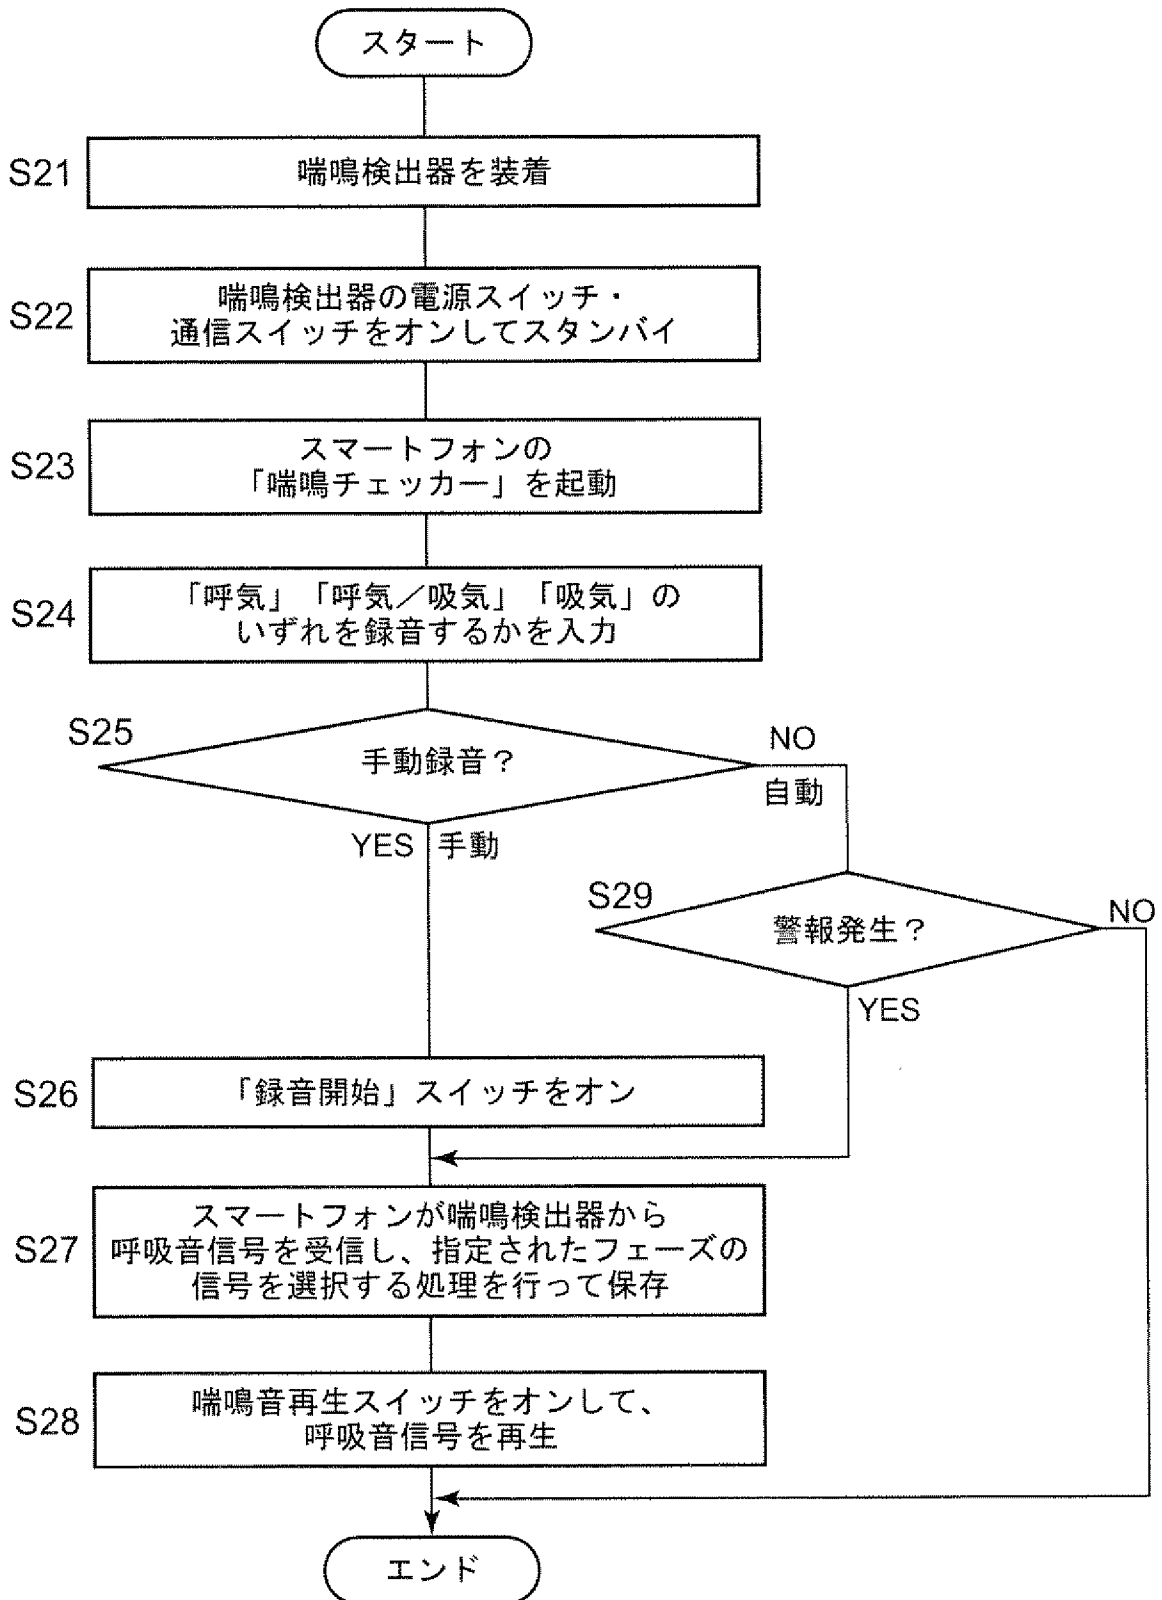 スタート
S21
喘鳴検出器を装着
S22
喘鳴検出器の電源スイッチ・
通信スイッチをオンしてスタンバイ
S23
スマートフォンの
「喘鳴チェッカー」を起動
S24
「呼気」「呼気／吸気」「吸気」の
いずれを録音するかを入力
S25
手動録音？
NO
自動
YES 手動
S29
警報発生？
NO
YES
S26
「録音開始」スイッチをオン
S27
スマートフォンが喘鳴検出器から
呼吸音信号を受信し、指定されたフェーズの
信号を選択する処理を行って保存
S28
喘鳴音再生スイッチをオンして、
呼吸音信号を再生
エンド